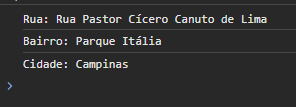 Rua: Rua Pastor Cícero Canuto de Lima
Bairro: Parque Itália
Cidade: Campinas